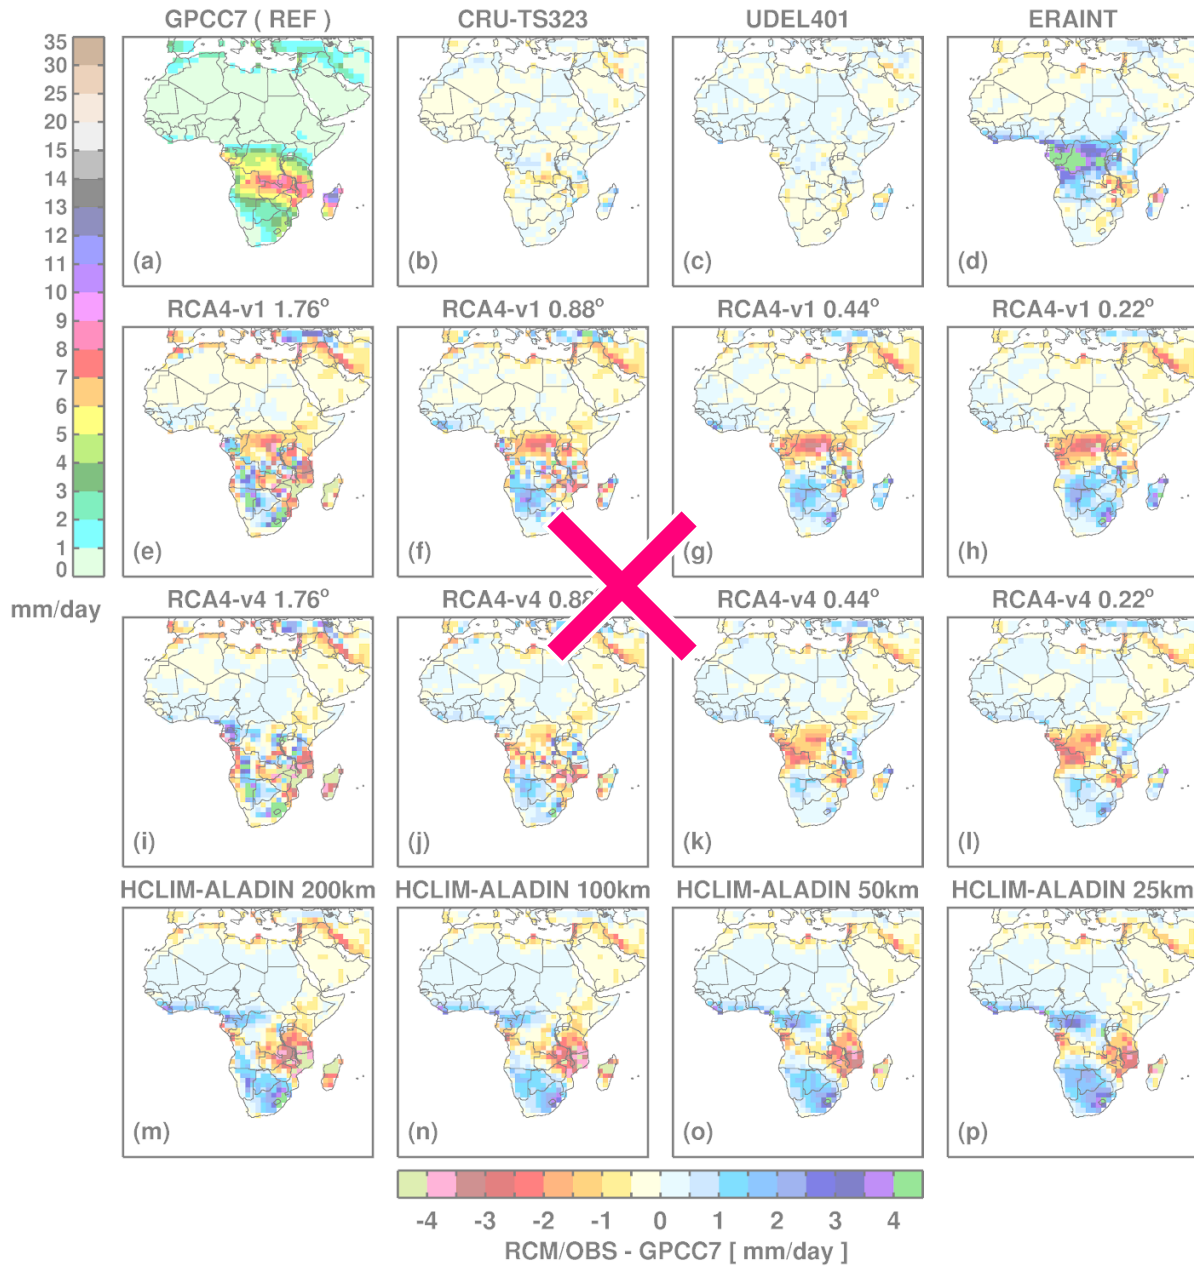 GPCC7 ( REF )
CRU-TS323
UDEL401
ERAINT
35
30
25
20
15
14
13
12
11
10
9
8
7
6
5
4
3
2
1
0
mm/day
(a)
(b)
(c)
(d)
RCA4-v1 1.76°
RCA4-v1 0.88°
RCA4-v1 0.44°
RCA4-v1 0.22°
(e)
(f)
(g)
(h)
RCA4-v4 1.76°
RCA4-v4 0.88°
RCA4-v4 0.44°
RCA4-v4 0.22°
(i)
(j)
(k)
(l)
HCLIM-ALADIN 200km
HCLIM-ALADIN 100km
HCLIM-ALADIN 50km
HCLIM-ALADIN 25km
(m)
(n)
(o)
(p)
-4 -3 -2 -1 0 1 2 3 4
RCM/OBS - GPCC7 [ mm/day ]